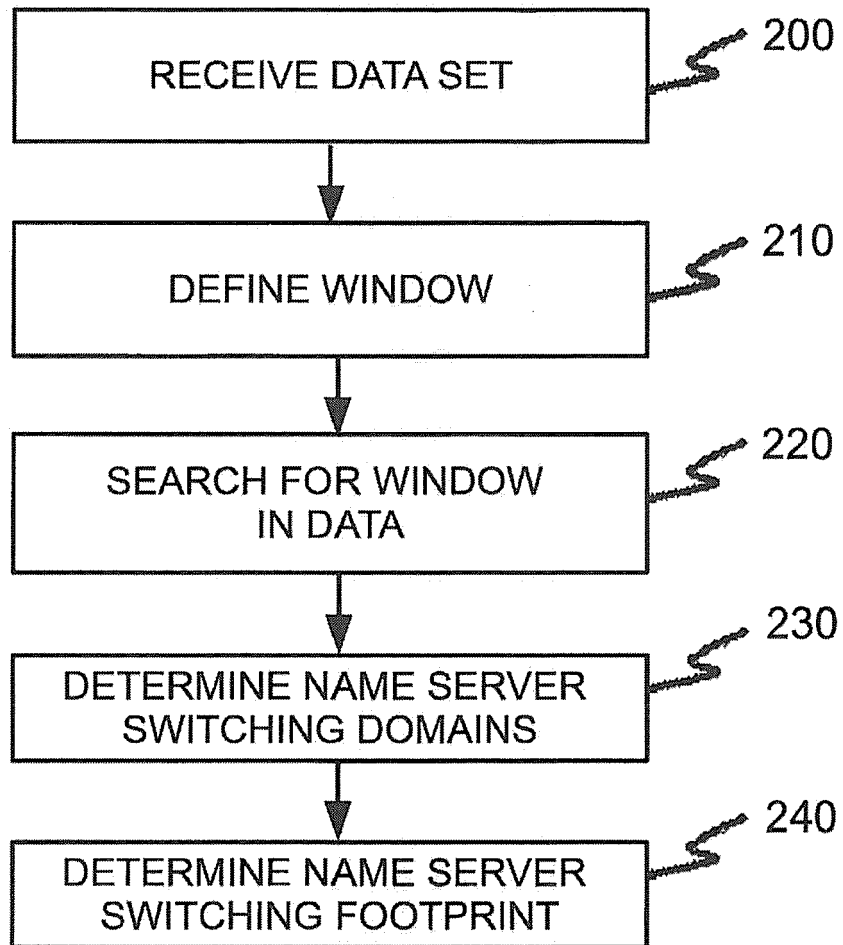 200
RECEIVE DATA SET
210
DEFINE WINDOW
220
SEARCH FOR WINDOW
IN DATA
230
DETERMINE NAME SERVER
SWITCHING DOMAINS
240
DETERMINE NAME SERVER
SWITCHING FOOTPRINT